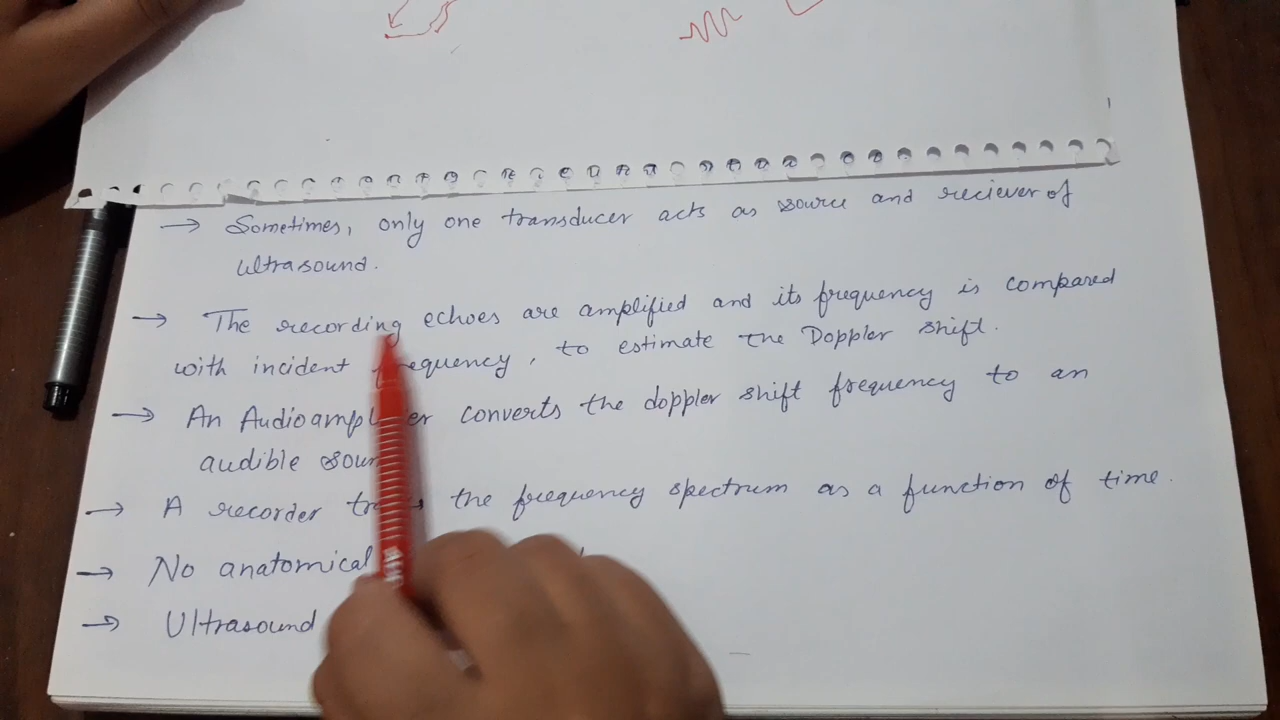 → Sometimes, only one transducer acts as source and reciever of
ultrasound.
→ The recording echoes are amplified and its frequency is compared
with incident frequency, to estimate the Doppler shift.
→ An converts the doppler shift frequency to an
audible
→ A recorder the frequency spectrum as a function of time.
→ No anatomical
→ Ultrasound